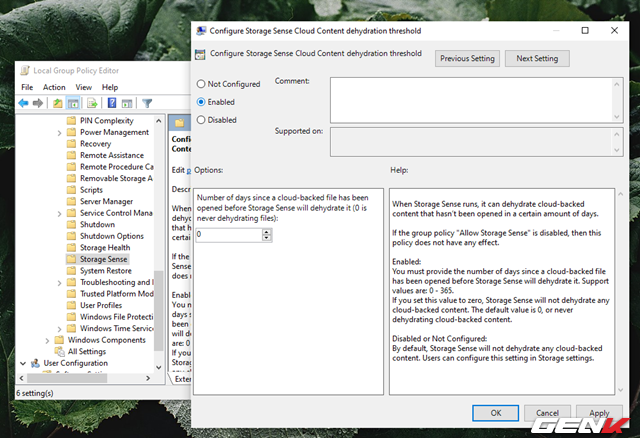 Configure Storage Sense Cloud Content dehydration threshold
Configure Storage Sense Cloud Content dehydration threshold
Previous Setting
Next Setting
Not Configured
Enabled
Disabled
Comment:
Supported on:
Options:
Help:
Number of days since a cloud-backed file has been
opened before Storage Sense will dehydrate it (0 is
never dehydrating files):
0
When Storage Sense runs, it can dehydrate cloud-backed
content that hasn't been opened in a certain amount of days.
If the group policy "Allow Storage Sense" is disabled, then this
policy does not have any effect.
Enabled:
You must provide the number of days since a cloud-backed file
has been opened before Storage Sense will dehydrate it. Support
values are: 0 - 365.
If you set this value to zero, Storage Sense will not dehydrate any
cloud-backed content. The default value is 0, or never
dehydrating cloud-backed content.
Disabled or Not Configured:
By default, Storage Sense will not dehydrate any cloud-backed
content. Users can configure this setting in Storage settings.
OK
Cancel
Apply
Local Group Policy Editor
File Action View Help
PIN Complexity
Power Management
Recovery
Remote Assistance
Remote Procedure Ca
Removable Storage A
Scripts
Server Manager
Service Control Mana
Shutdown
Shutdown Options
Storage Health
Storage Sense
System Restore
Troubleshooting and
Trusted Platform Mod
User Profiles
Windows File Protecti
Windows Time Servic
Windows Components
All Settings
User Configuration
Conf
Conte
Edit p
Descr
When
dehyd
that h
certai
If the
Sense
does
Enabl
You n
days s
been
will d
are: 0
If you
Storag
any cl
Exter
6 setting(s)
GENK